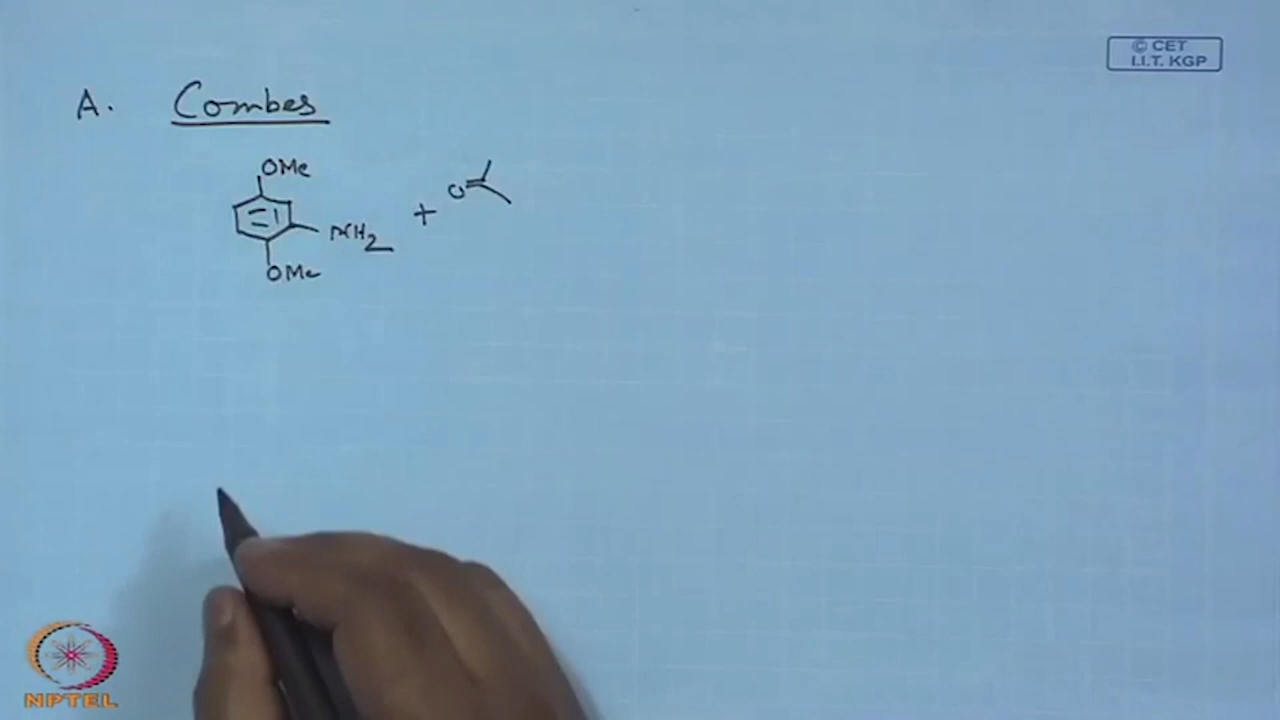 © CET
I.I.T. KGP
A. Combes
OMe
O
+
NH2
OMe
NPTEL